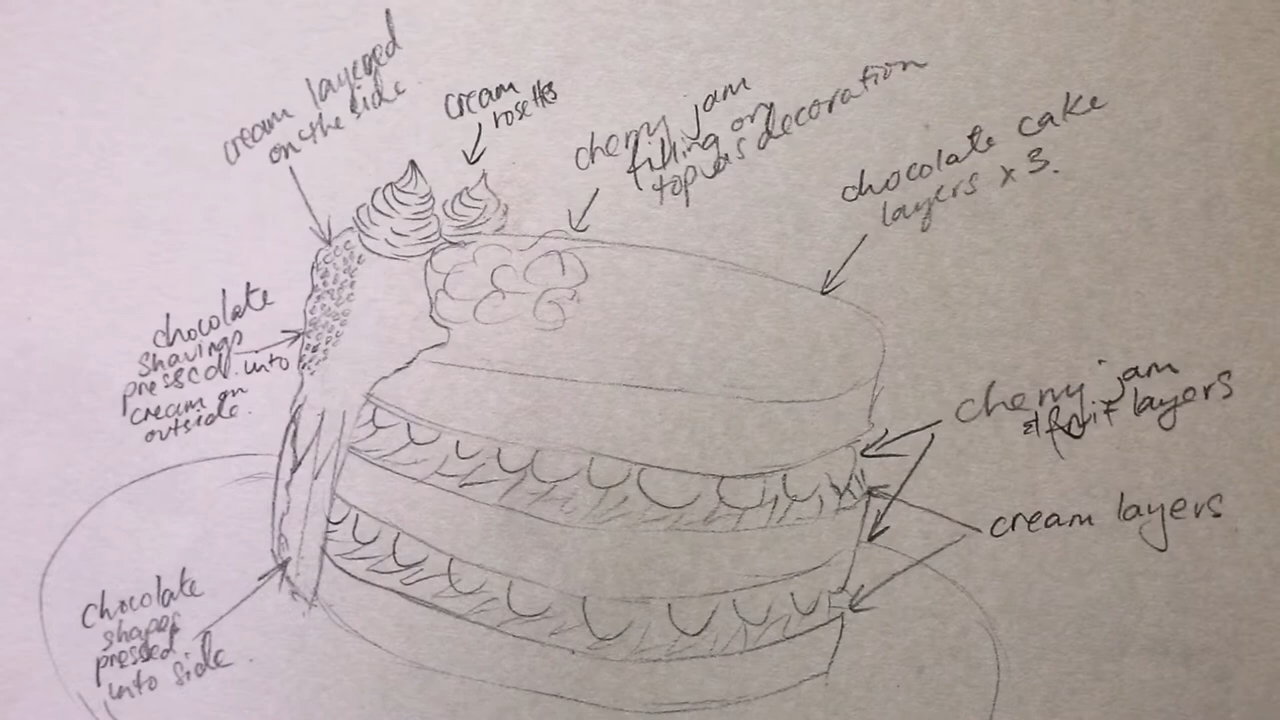 cream layered
on the side
cream
rosettes
cherry jam
filling on
top as decoration
chocolate cake
layers x 3.
chocolate
shavings
pressed into
cream on
outside.
cherry jam
& fruit layers
cream layers
chocolate
shapes
pressed
into side.